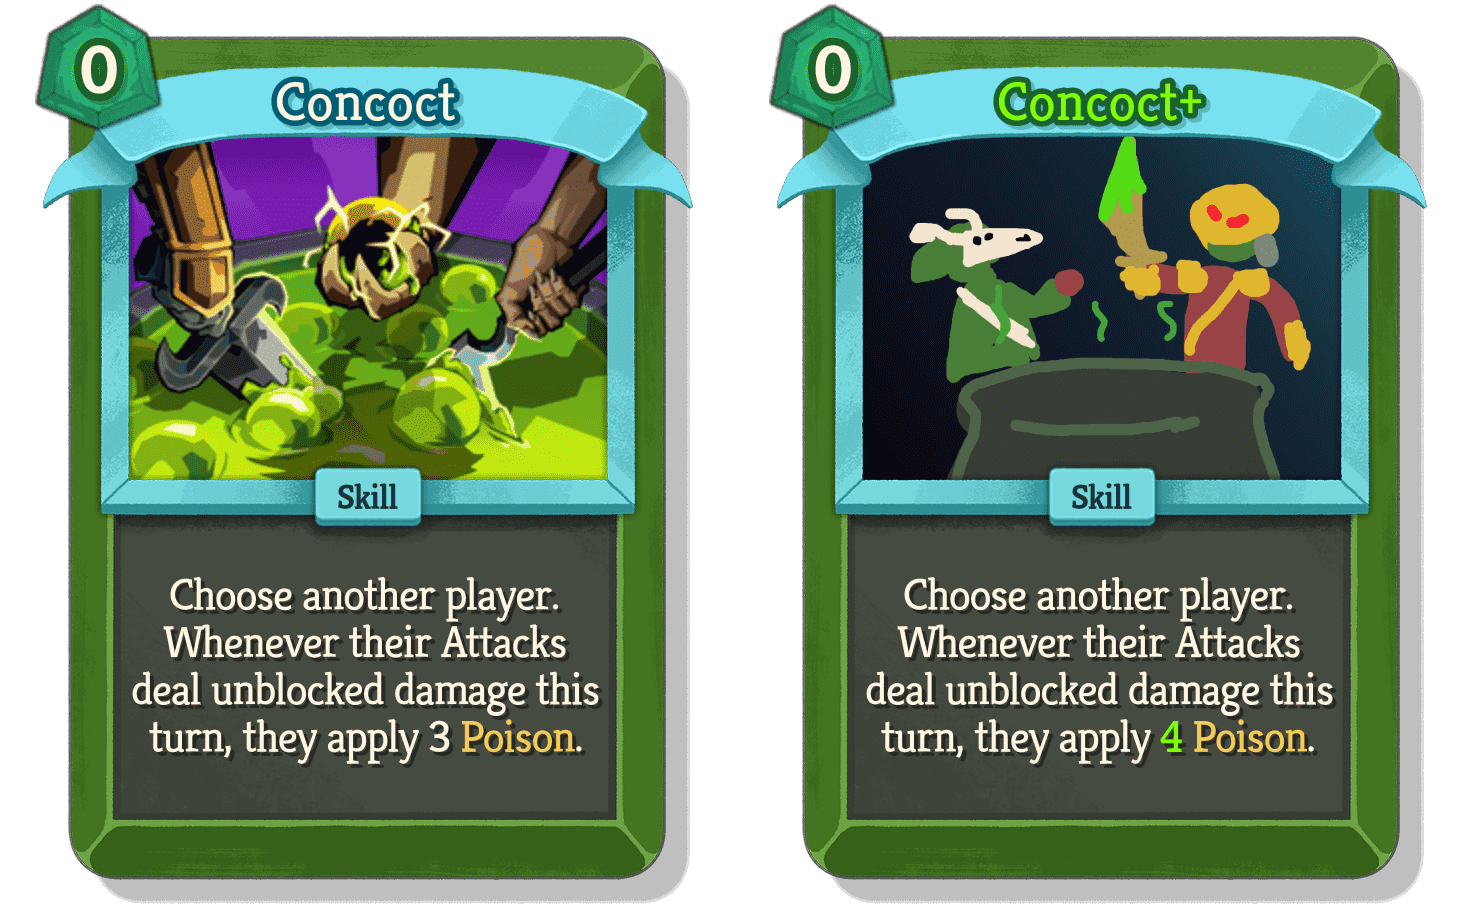 0
Concoct
Skill
Choose another player.
Whenever their Attacks
deal unblocked damage this
turn, they apply 3 Poison.
0
Concoct+
Skill
Choose another player.
Whenever their Attacks
deal unblocked damage this
turn, they apply 4 Poison.